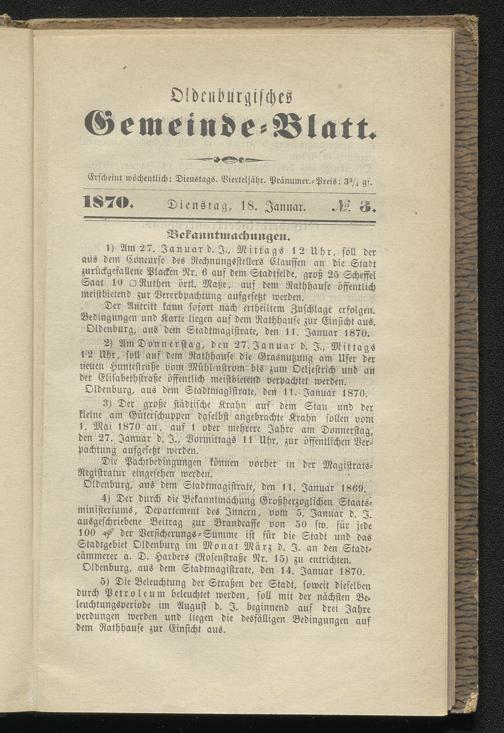 Oldenburgisches
Gemeinde-Blatt.
Erscheint wöchentlich: Dienstags. Vierteljähr. Pränumer.-Preis: 3¾ gr.
1870. Dienstag, 18. Januar. № 3.
Bekanntmachungen.
1) Am 27. Januar d. J., Mittags 12 Uhr, soll der
aus dem Concurse des Rechnungsstellers Claussen an die Stadt
zurückgefallene Placken Nr. 6 auf dem Stadtfelde, groß 25 Scheffel
Saat 10 □Ruthen örtl. Maße, auf dem Rathhause öffentlich
meistbietend zur Vererbpachtung aufgesetzt werden.
Der Antritt kann sofort nach ertheiltem Zuschlage erfolgen.
Bedingungen und Karte liegen auf dem Rathhause zur Einsicht aus.
Oldenburg, aus dem Stadtmagistrate, den 11. Januar 1870.
2) Am Donnerstag, den 27. Januar d. J., Mittags
12 Uhr, soll auf dem Rathhause die Grasnutzung am Ufer der
neuen Huntestraße vom Mühlenstrom bis zum Oeljestrich und an
der Elisabethstraße öffentlich meistbietend verpachtet werden.
Oldenburg, aus dem Stadtmagistrate, den 11. Januar 1870.
3) Der große städtische Krahn auf dem Stau und der
kleine am Güterschuppen daselbst angebrachte Krahn sollen vom
1. Mai 1870 an, auf 1 oder mehrere Jahre am Donnerstag,
den 27. Januar d. J., Vormittags 11 Uhr, zur öffentlichen Ver-
pachtung aufgesetzt werden.
Die Pachtbedingungen können vorher in der Magistrats-
Registratur eingesehen werden.
Oldenburg, aus dem Stadtmagistrate, den 11. Januar 1869.
4) Der durch die Bekanntmachung Großherzoglichen Staats-
ministeriums, Departement des Innern, vom 5. Januar d. J.
ausgeschriebene Beitrag zur Brandcasse von 50 sw. für jede
100 ₰ der Versicherungs-Summe ist für die Stadt und das
Stadtgebiet Oldenburg im Monat März d. J. an den Stadt-
cämmerer a. D. Harbers (Rosenstraße Nr. 15) zu entrichten.
Oldenburg, aus dem Stadtmagistrate, den 14. Januar 1870.
5) Die Beleuchtung der Straßen der Stadt, soweit dieselben
durch Petroleum beleuchtet werden, soll mit der nächsten Be-
leuchtungsperiode im August d. J. beginnend auf drei Jahre
verdungen werden und liegen die desfälligen Bedingungen auf
dem Rathhause zur Einsicht aus.